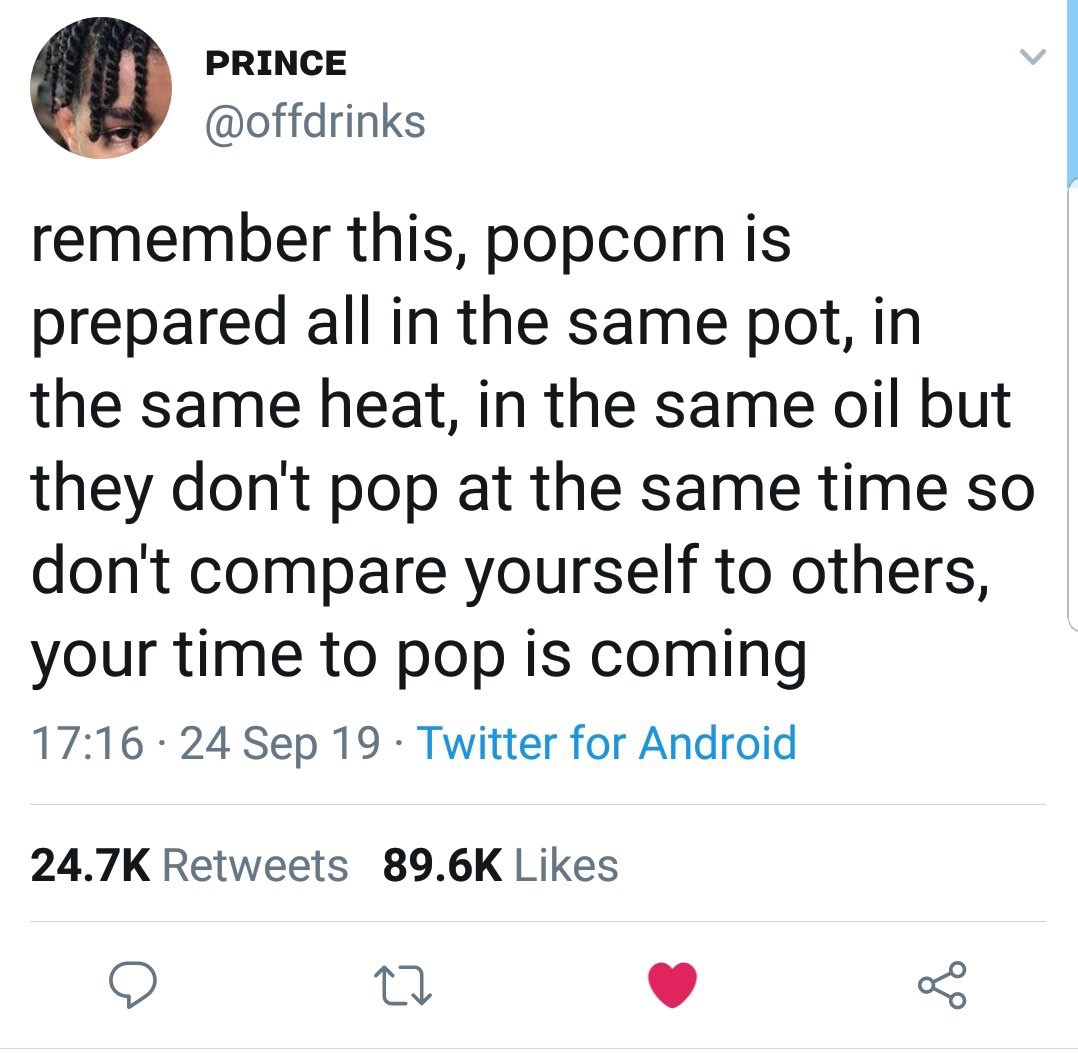 PRINCE
@offdrinks
remember this, popcorn is
prepared all in the same pot, in
the same heat, in the same oil but
they don't pop at the same time so
don't compare yourself to others,
your time to pop is coming
17:16 · 24 Sep 19 · Twitter for Android
24.7K Retweets 89.6K Likes